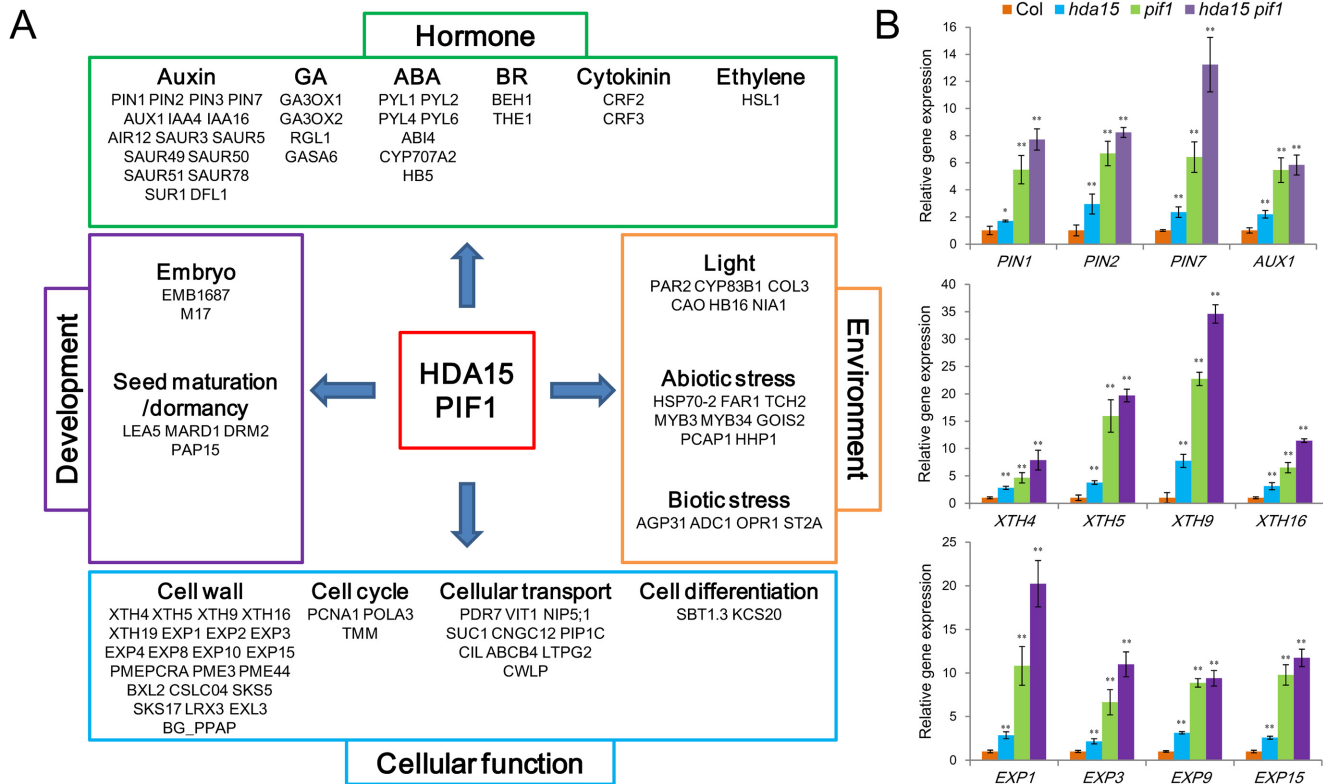 A
Hormone
Auxin
PIN1 PIN2 PIN3 PIN7
AUX1 IAA4 IAA16
AIR12 SAUR3 SAUR5
SAUR49 SAUR50
SAUR51 SAUR78
SUR1 DFL1
GA
GA3OX1
GA3OX2
RGL1
GASA6
ABA
PYL1 PYL2
PYL4 PYL6
ABI4
CYP707A2
HB5
BR
BEH1
THE1
Cytokinin
CRF2
CRF3
Ethylene
HSL1
Development
Embryo
EMB1687
M17
Seed maturation
/dormancy
LEA5 MARD1 DRM2
PAP15
HDA15
PIF1
Environment
Light
PAR2 CYP83B1 COL3
CAO HB16 NIA1
Abiotic stress
HSP70-2 FAR1 TCH2
MYB3 MYB34 GOIS2
PCAP1 HHP1
Biotic stress
AGP31 ADC1 OPR1 ST2A
Cell wall
XTH4 XTH5 XTH9 XTH16
XTH19 EXP1 EXP2 EXP3
EXP4 EXP8 EXP10 EXP15
PMEPCRA PME3 PME44
BXL2 CSLC04 SKS5
SKS17 LRX3 EXL3
BG_PPAP
Cell cycle
PCNA1 POLA3
TMM
Cellular transport
PDR7 VIT1 NIP5;1
SUC1 CNGC12 PIP1C
CIL ABCB4 LTPG2
CWLP
Cell differentiation
SBT1.3 KCS20
Cellular function
B
Col hda15 pif1 hda15 pif1
Relative gene expression
16
14
12
10
8
6
4
2
0
* ** **
** ** **
** ** **
** ** **
PIN1 PIN2 PIN7 AUX1
Relative gene expression
40
35
30
25
20
15
10
5
0
** ** **
** ** **
** ** **
** ** **
XTH4 XTH5 XTH9 XTH16
Relative gene expression
25
20
15
10
5
0
** ** **
** ** **
** ** **
** ** **
EXP1 EXP3 EXP9 EXP15